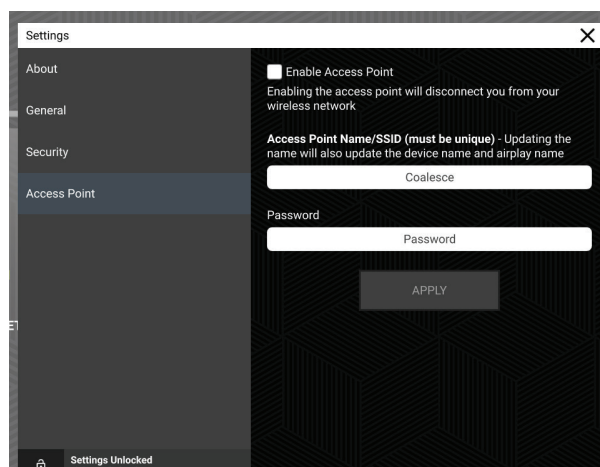 Settings
About
General
Security
Access Point
Enable Access Point
Enabling the access point will disconnect you from your
wireless network
Access Point Name/SSID (must be unique) - Updating the
name will also update the device name and airplay name
Coalesce
Password
Password
APPLY
Settings Unlocked